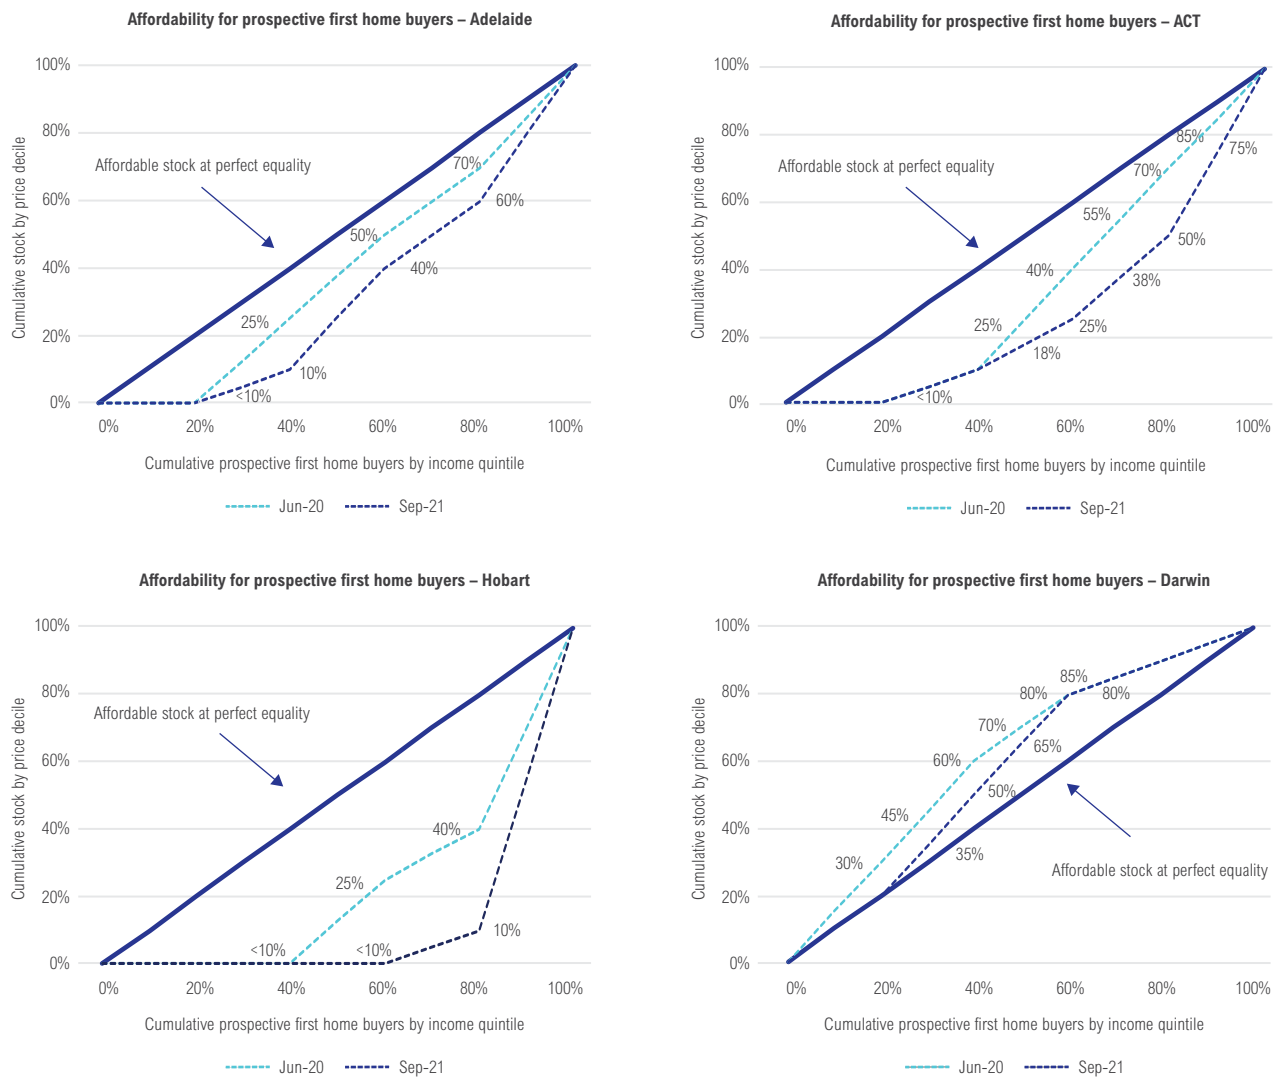 Affordability for prospective first home buyers – Adelaide
Cumulative stock by price decile
100%
80%
60%
40%
20%
0%
Affordable stock at perfect equality
70%
60%
50%
40%
25%
10%
<10%
0% 20% 40% 60% 80% 100%
Cumulative prospective first home buyers by income quintile
Jun-20 Sep-21
Affordability for prospective first home buyers – ACT
Cumulative stock by price decile
100%
80%
60%
40%
20%
0%
Affordable stock at perfect equality
85%
75%
70%
55%
50%
40%
38%
25%
25%
18%
<10%
0% 20% 40% 60% 80% 100%
Cumulative prospective first home buyers by income quintile
Jun-20 Sep-21
Affordability for prospective first home buyers – Hobart
Cumulative stock by price decile
100%
80%
60%
40%
20%
0%
Affordable stock at perfect equality
40%
25%
10%
<10%
<10%
0% 20% 40% 60% 80% 100%
Cumulative prospective first home buyers by income quintile
Jun-20 Sep-21
Affordability for prospective first home buyers – Darwin
Cumulative stock by price decile
100%
80%
60%
40%
20%
0%
85%
80%
80%
70%
65%
60%
50%
45%
35%
30%
Affordable stock at perfect equality
0% 20% 40% 60% 80% 100%
Cumulative prospective first home buyers by income quintile
Jun-20 Sep-21